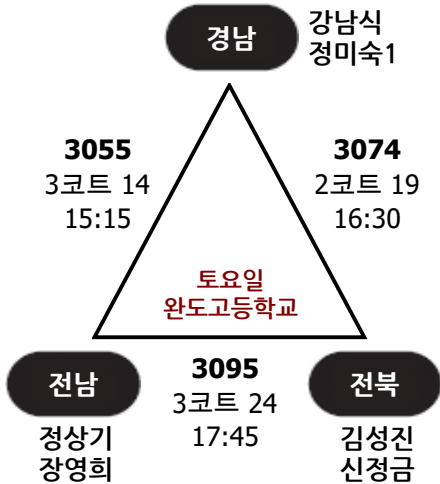 경남
강남식
정미숙1
3055
3코트 14
15:15
3074
2코트 19
16:30
토요일
완도고등학교
전남
정상기
장영희
3095
3코트 24
17:45
전북
김성진
신정금